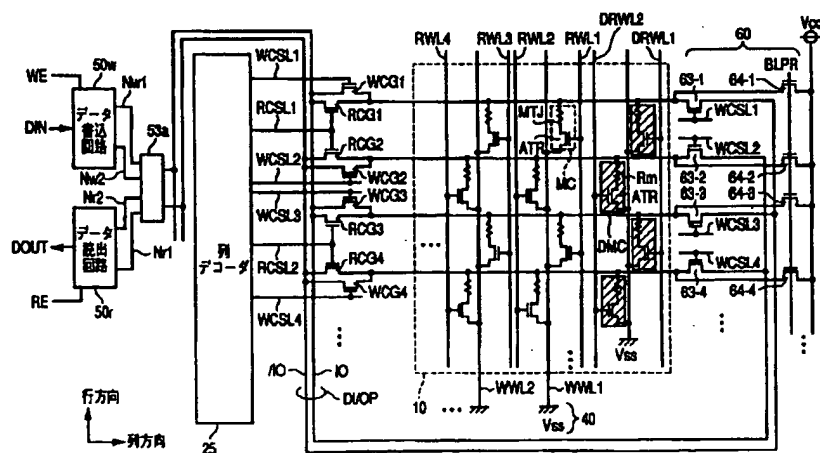 RWL4 RWL3 RWL2 RWL1 DRWL2 DRWL1
60
Vcc
BLPR
WE
50w
Nw1
DIN
データ
書込
回路
Nw2
Nr2
53a
データ
読出
回路
Nr1
DOUT
RE
50r
列
デコーダ
25
WCSL1
RCSL1
WCSL2
WCSL3
RCSL2
WCSL4
WCG1
RCG1
RCG2
WCG2
WCG3
RCG3
RCG4
WCG4
/IO
IO
DI/OP
MTJ
ATR
MC
Rm
ATR
DMC
Vss
10
WWL2
WWL1
Vss
40
63-1
64-1
WCSL1
WCSL2
63-2
64-2
63-3
64-3
WCSL3
WCSL4
63-4
64-4
行方向
列方向